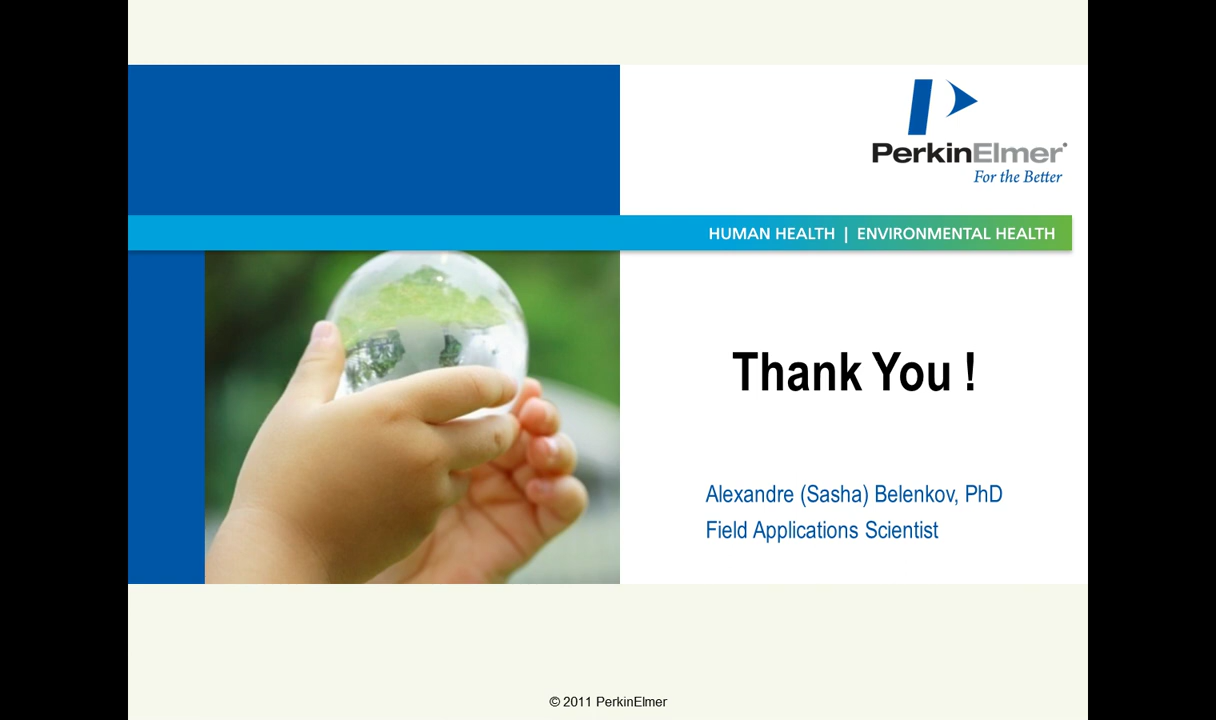 PerkinElmer
For the Better
HUMAN HEALTH | ENVIRONMENTAL HEALTH
Thank You !
Alexandre (Sasha) Belenkov, PhD
Field Applications Scientist
© 2011 PerkinElmer